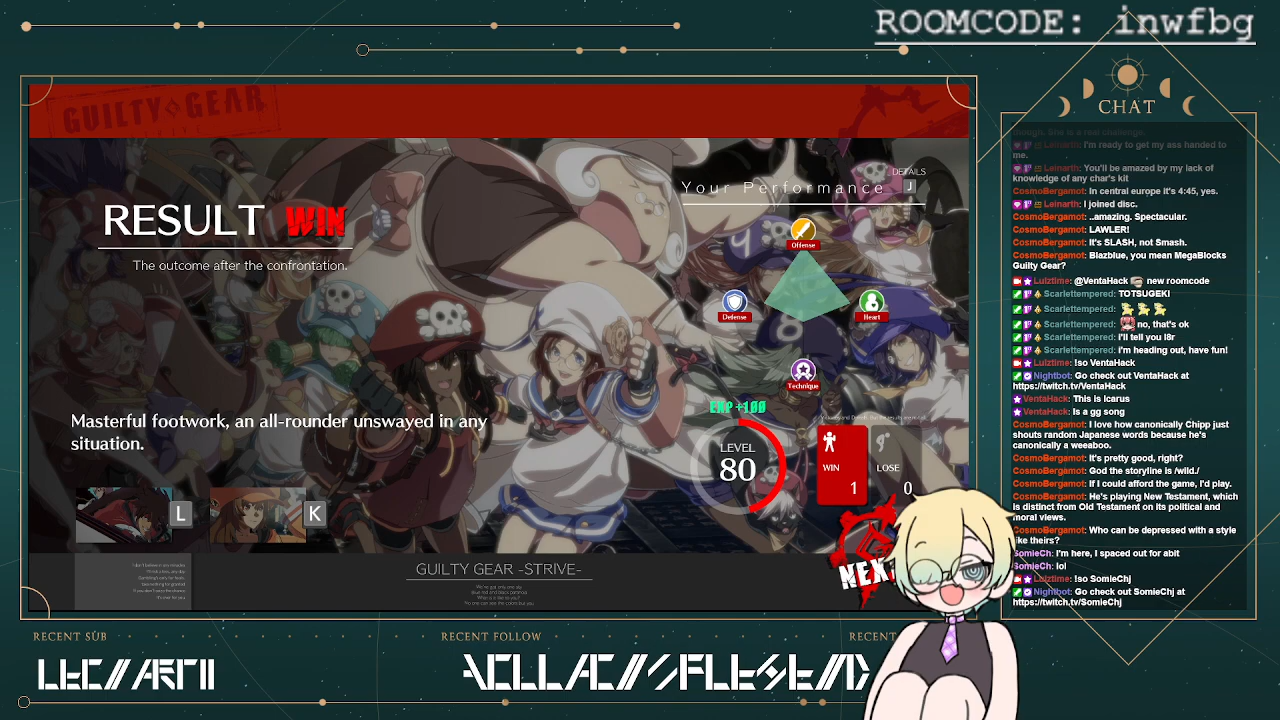 ROOMCODE: inwfbg
CHAT
GUILTY GEAR
DETAILS
Your Performance J
RESULT WIN
The outcome after the confrontation.
Offense
Defense
Heart
Technique
EXP +100
LEVEL
80
WIN
1
LOSE
0
Masterful footwork, an all-rounder unswayed in any
situation.
L
K
NEX
GUILTY GEAR -STRIVE-
though. She is a real challenge.
Leinarth: I'm ready to get my ass handed to
me.
Leinarth: You'll be amazed by my lack of
knowledge of any char's kit
CosmoBergamot: In central europe it's 4:45, yes.
Leinarth: I joined disc.
CosmoBergamot: ..amazing. Spectacular.
CosmoBergamot: LAWLER!
CosmoBergamot: It's SLASH, not Smash.
CosmoBergamot: Blazblue, you mean MegaBlocks
Guilty Gear?
Luiztime: @VentaHack new roomcode
Scarlettempered: TOTSUGEKI
Scarlettempered:
Scarlettempered: no, that's ok
Scarlettempered: I'll tell you l8r
Scarlettempered: I'm heading out, have fun!
Luiztime: !so VentaHack
Nightbot: Go check out VentaHack at
https://twitch.tv/VentaHack
VentaHack: This is Icarus
VentaHack: Is a gg song
CosmoBergamot: I love how canonically Chipp just
shouts random Japanese words because he's
canonically a weeaboo.
CosmoBergamot: It's pretty good, right?
CosmoBergamot: God the storyline is /wild./
CosmoBergamot: If I could afford the game, I'd play.
CosmoBergamot: He's playing New Testament, which
is distinct from Old Testament on its political and
moral views.
CosmoBergamot: Who can be depressed with a style
like theirs?
SomieCh: I'm here, I spaced out for abit
SomieCh: lol
Luiztime: !so SomieChj
Nightbot: Go check out SomieChj at
https://twitch.tv/SomieChj
RECENT SUB
RECENT FOLLOW
RECENT